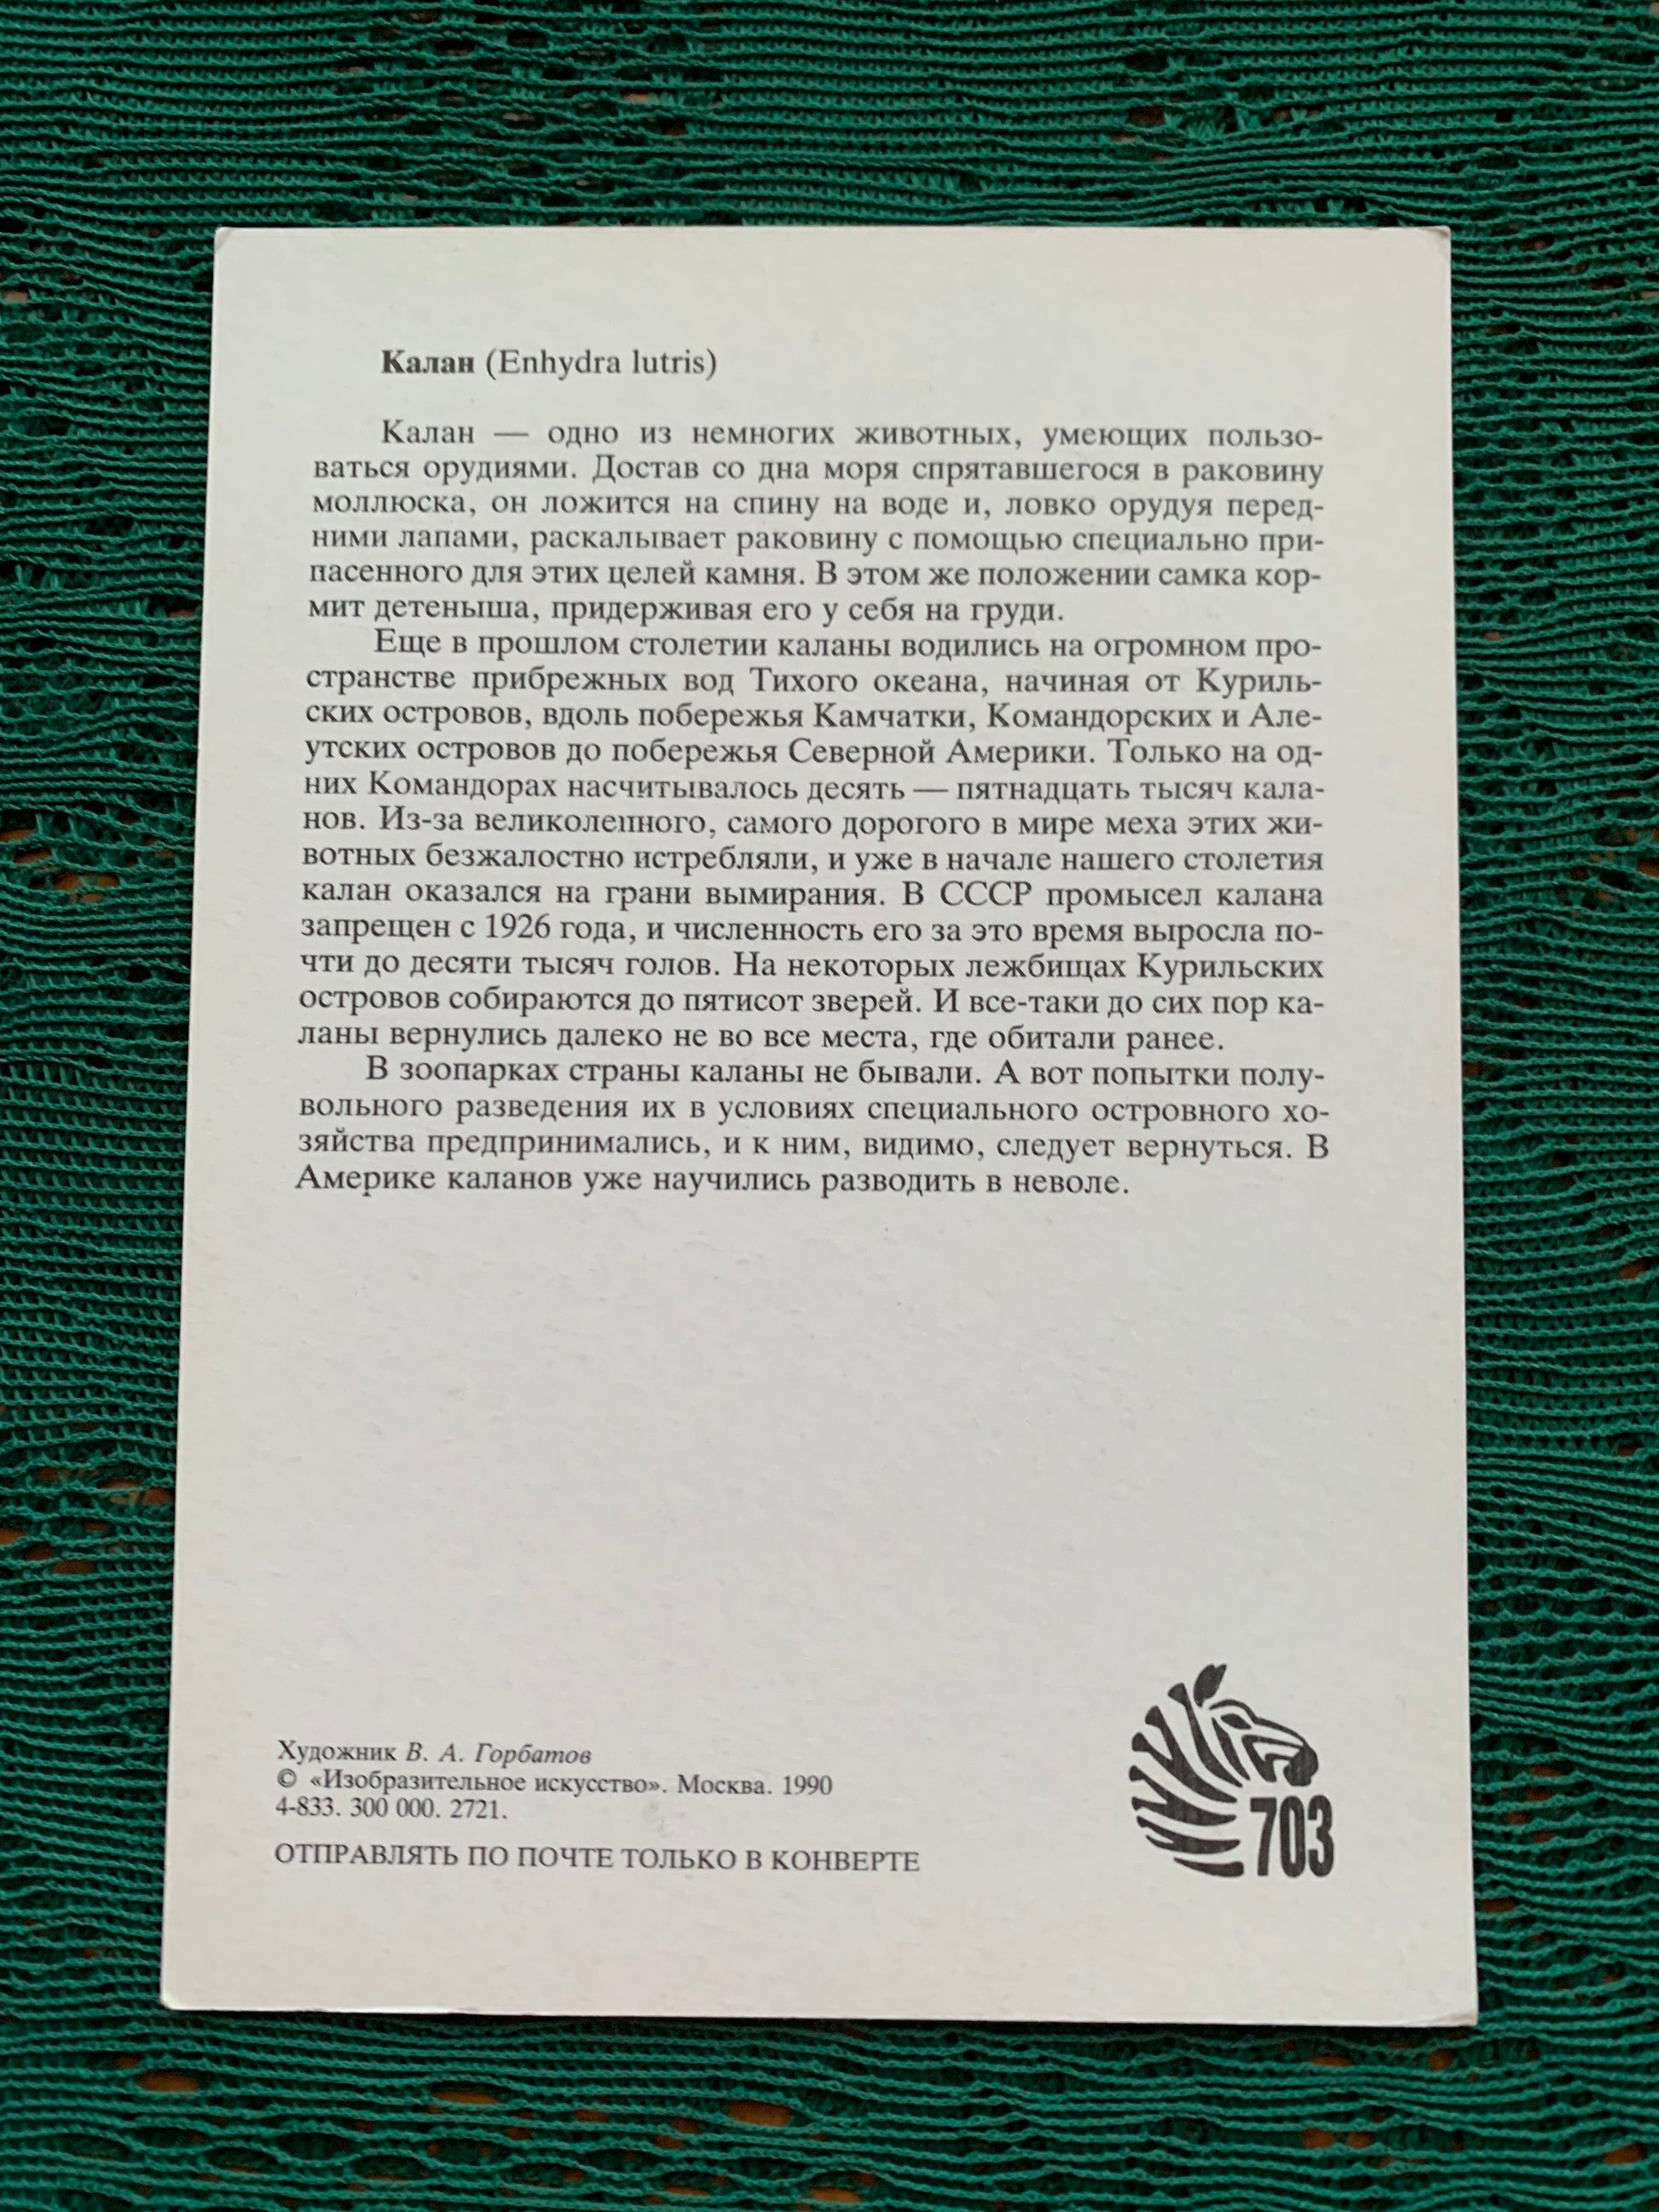 Калан (Enhydra lutris)
Калан — одно из немногих животных, умеющих пользо-
ваться орудиями. Достав со дна моря спрятавшегося в раковину
моллюска, он ложится на спину на воде и, ловко орудуя перед-
ними лапами, раскалывает раковину с помощью специально при-
пасенного для этих целей камня. В этом же положении самка кор-
мит детеныша, придерживая его у себя на груди.
Еще в прошлом столетии каланы водились на огромном про-
странстве прибрежных вод Тихого океана, начиная от Куриль-
ских островов, вдоль побережья Камчатки, Командорских и Але-
утских островов до побережья Северной Америки. Только на од-
них Командорах насчитывалось десять — пятнадцать тысяч кала-
нов. Из-за великолепного, самого дорогого в мире меха этих жи-
вотных безжалостно истребляли, и уже в начале нашего столетия
калан оказался на грани вымирания. В СССР промысел калана
запрещен с 1926 года, и численность его за это время выросла по-
чти до десяти тысяч голов. На некоторых лежбищах Курильских
островов собираются до пятисот зверей. И все-таки до сих пор ка-
ланы вернулись далеко не во все места, где обитали ранее.
В зоопарках страны каланы не бывали. А вот попытки полу-
вольного разведения их в условиях специального островного хо-
зяйства предпринимались, и к ним, видимо, следует вернуться. В
Америке каланов уже научились разводить в неволе.
Художник В. А. Горбатов
© «Изобразительное искусство». Москва. 1990
4-833. 300 000. 2721.
ОТПРАВЛЯТЬ ПО ПОЧТЕ ТОЛЬКО В КОНВЕРТЕ
703